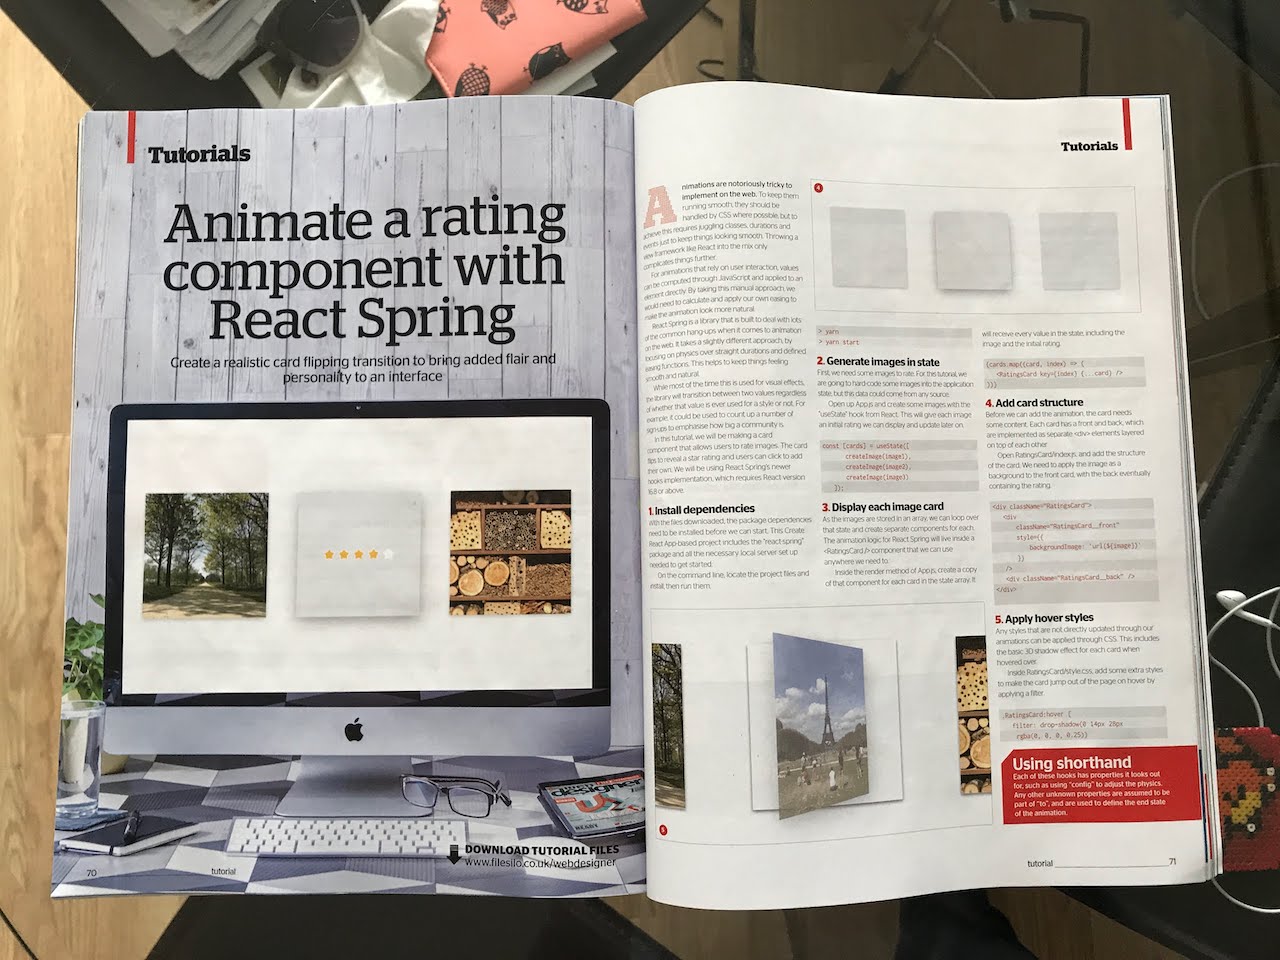 Tutorials
Animate a rating
component with
React Spring
Create a realistic card flipping transition to bring added flair and
personality to an interface
DOWNLOAD TUTORIAL FILES
www.filesilo.co.uk/webdesigner
70
tutorial
Tutorials
Animations are notoriously tricky to
implement on the web. To keep them
running smooth, they should be
handled by CSS where possible, but to
achieve this requires juggling classes, durations and
events just to keep things looking smooth. Throwing a
view framework like React into the mix only
complicates things further.
For animations that rely on user interaction, values
can be computed through JavaScript and applied to an
element directly. By taking this manual approach, we
would need to calculate and apply our own easing to
make the animation look more natural.
React Spring is a library that is built to deal with lots
of the common hang-ups when it comes to animation
on the web. It takes a slightly different approach, by
focusing on physics over straight durations and defined
easing functions. This helps to keep things feeling
smooth and natural.
While most of the time this is used for visual effects,
the library will transition between two values regardless
of whether that value is ever used for a style or not. For
example, it could be used to count up a number of
sign-ups to emphasise how big a community is.
In this tutorial, we will be making a card
component that allows users to rate images. The card
flips to reveal a star rating and users can click to add
their own. We will be using React Spring's newer
hooks implementation, which requires React version
16.8 or above.
1. Install dependencies
With the files downloaded, the package dependencies
need to be installed before we can start. This Create
React App-based project includes the "react-spring"
package and all the necessary local server set up
needed to get started.
On the command line, locate the project files and
install, then run them.
4
> yarn
> yarn start
2. Generate images in state
First, we need some images to rate. For this tutorial, we
are going to hard-code some images into the application
state, but this data could come from any source.
Open up App.js and create some images with the
"useState" hook from React. This will give each image
an initial rating we can display and update later on.
const [cards] = useState([
createImage(image1),
createImage(image2),
createImage(image3)
]);
3. Display each image card
As the images are stored in an array, we can loop over
that state and create separate components for each.
The animation logic for React Spring will live inside a
<RatingsCard /> component that we can use
anywhere we need to.
Inside the render method of App.js, create a copy
of that component for each card in the state array. It
will receive every value in the state, including the
image and the initial rating.
{cards.map((card, index) => (
<RatingsCard key={index} {...card} />
))}
4. Add card structure
Before we can add the animation, the card needs
some content. Each card has a front and back, which
are implemented as separate <div> elements layered
on top of each other.
Open RatingsCard/index.js, and add the structure
of the card. We need to apply the image as a
background to the front card, with the back eventually
containing the rating.
<div className="RatingsCard">
<div
className="RatingsCard__front"
style={{
backgroundImage: `url(${image})`
}}
/>
<div className="RatingsCard__back" />
</div>
5. Apply hover styles
Any styles that are not directly updated through our
animations can be applied through CSS. This includes
the basic 3D shadow effect for each card when
hovered over.
Inside RatingsCard/style.css, add some extra styles
to make the card jump out of the page on hover by
applying a filter.
.RatingsCard:hover {
filter: drop-shadow(0 14px 28px
rgba(0, 0, 0, 0.25))
Using shorthand
Each of these hooks has properties it looks out
for, such as using "config" to adjust the physics.
Any other unknown properties are assumed to be
part of "to", and are used to define the end state
of the animation.
5
tutorial
71